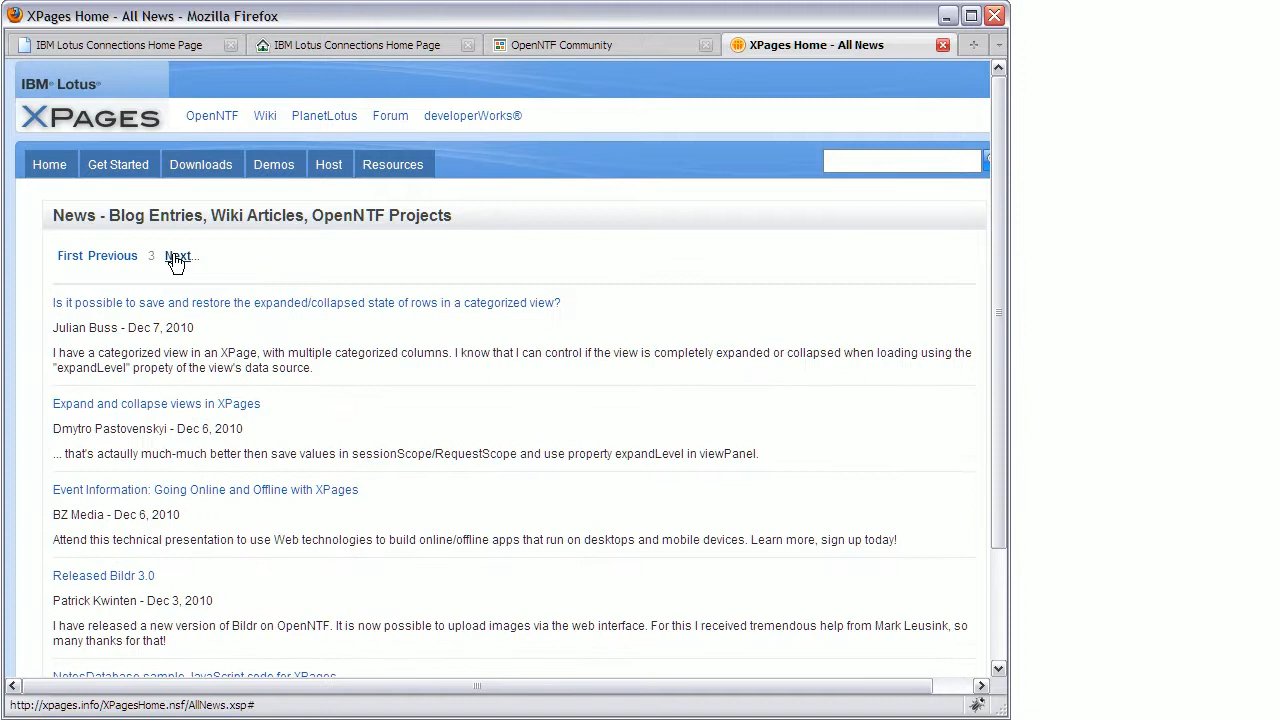 XPages Home - All News - Mozilla Firefox
IBM Lotus Connections Home Page
IBM Lotus Connections Home Page
OpenNTF Community
XPages Home - All News
IBM® Lotus®
XPAGES
OpenNTF Wiki PlanetLotus Forum developerWorks®
Home Get Started Downloads Demos Host Resources
News - Blog Entries, Wiki Articles, OpenNTF Projects
First Previous 3 Next...
Is it possible to save and restore the expanded/collapsed state of rows in a categorized view?
Julian Buss - Dec 7, 2010
I have a categorized view in an XPage, with multiple categorized columns. I know that I can control if the view is completely expanded or collapsed when loading using the
"expandLevel" propety of the view's data source.
Expand and collapse views in XPages
Dmytro Pastovenskyi - Dec 6, 2010
... that's actaully much-much better then save values in sessionScope/RequestScope and use property expandLevel in viewPanel.
Event Information: Going Online and Offline with XPages
BZ Media - Dec 6, 2010
Attend this technical presentation to use Web technologies to build online/offline apps that run on desktops and mobile devices. Learn more, sign up today!
Released Bildr 3.0
Patrick Kwinten - Dec 3, 2010
I have released a new version of Bildr on OpenNTF. It is now possible to upload images via the web interface. For this I received tremendous help from Mark Leusink, so
many thanks for that!
NotesDatabase sample JavaScript code for XPages
http://xpages.info/XPagesHome.nsf/AllNews.xsp#